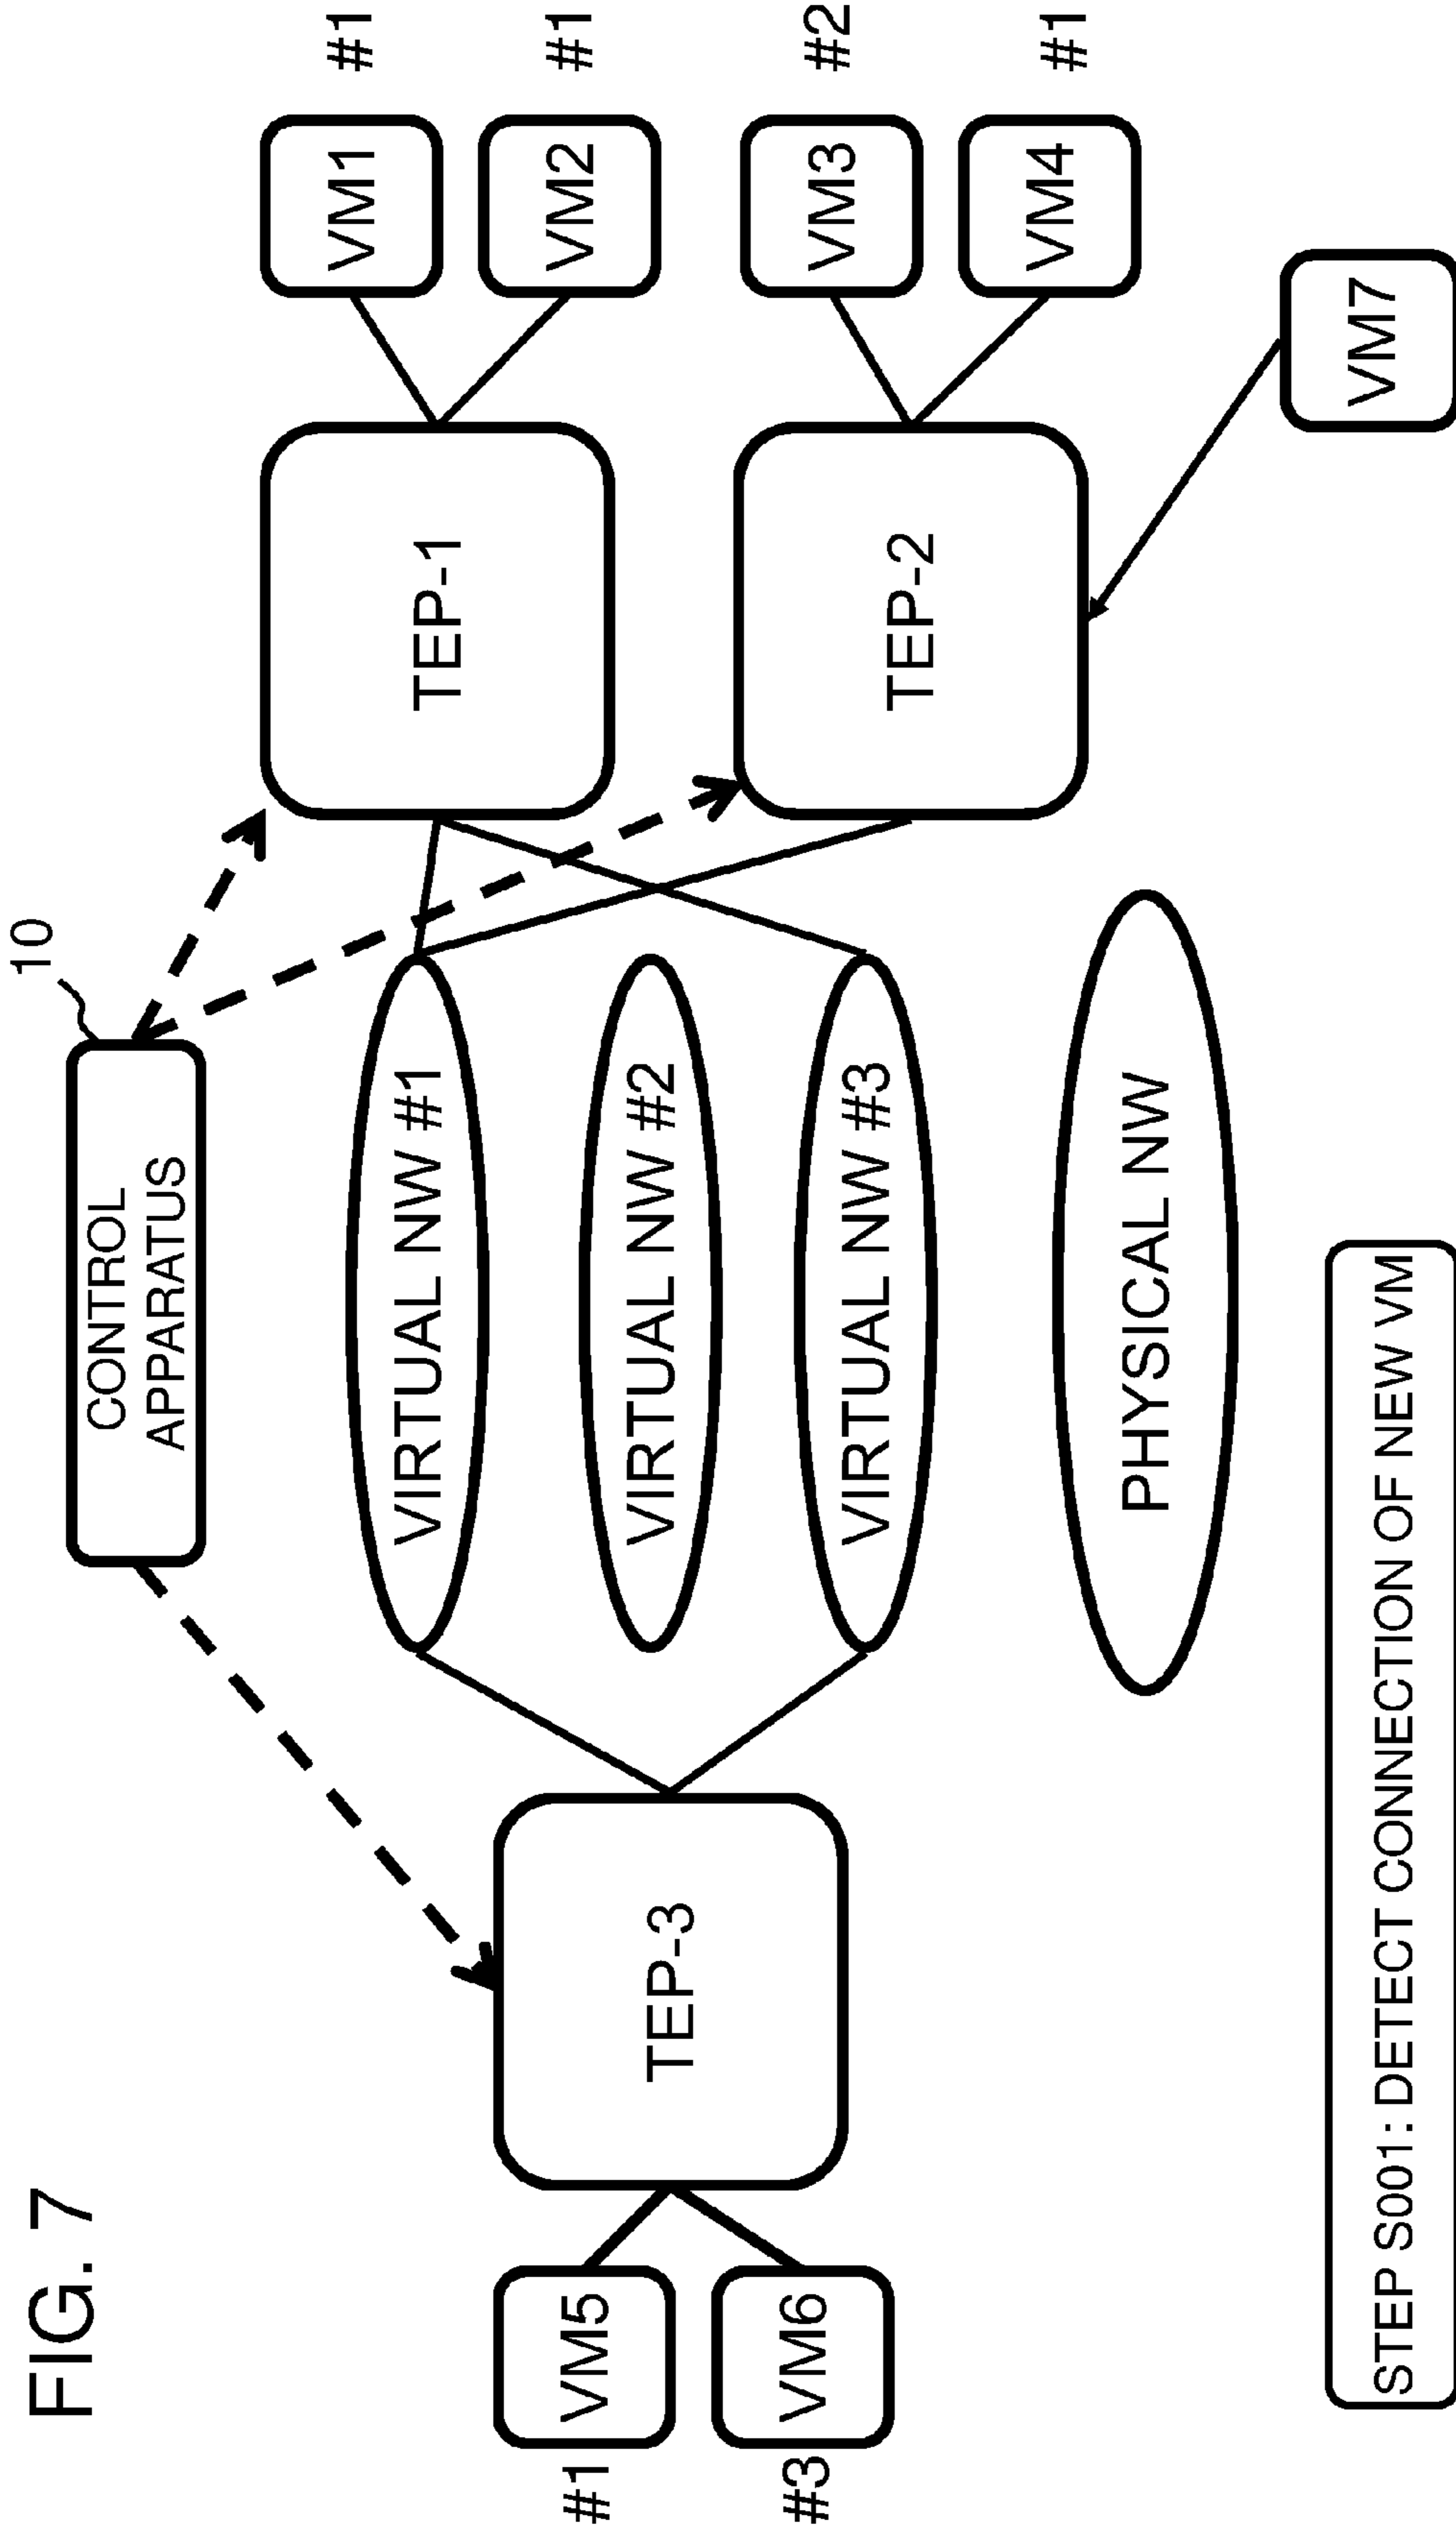 FIG. 7
10
CONTROL
APPARATUS
VM5
#1
VM6
#3
TEP-3
VIRTUAL NW #1
VIRTUAL NW #2
VIRTUAL NW #3
PHYSICAL NW
TEP-1
TEP-2
VM1
#1
VM2
#1
VM3
#2
VM4
#1
VM7
STEP S001: DETECT CONNECTION OF NEW VM